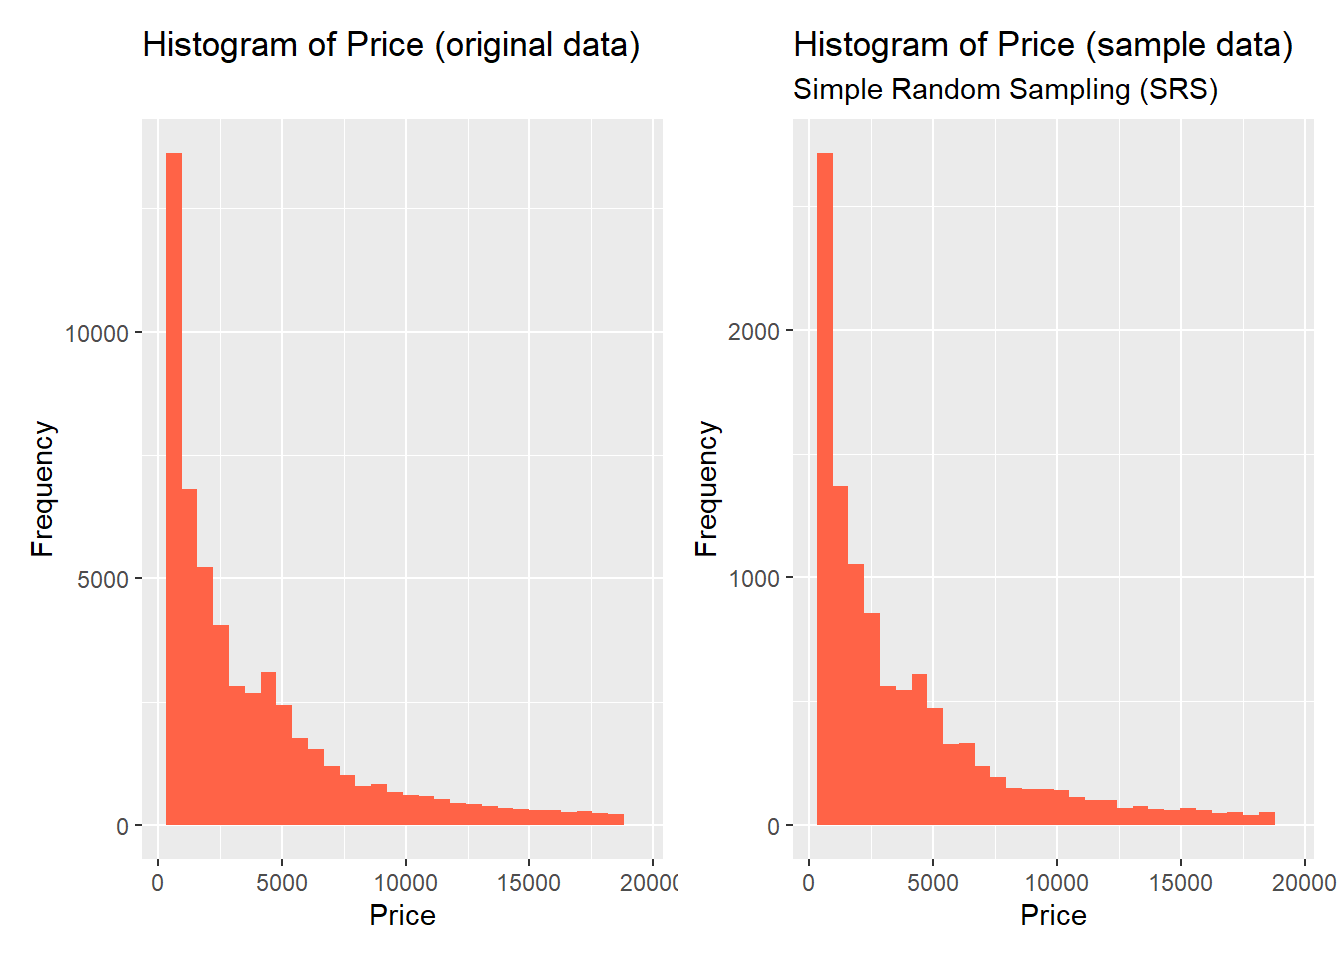 Histogram of Price (original data)
10000
5000
0
Frequency
0 5000 10000 15000 20000
Price
Histogram of Price (sample data)
Simple Random Sampling (SRS)
2000
1000
0
Frequency
0 5000 10000 15000 20000
Price